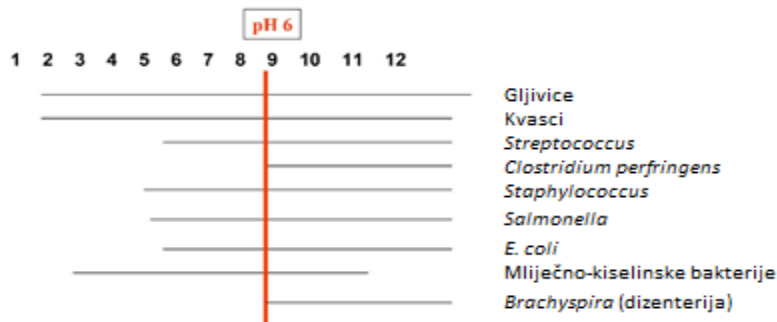 pH 6
1 2 3 4 5 6 7 8 9 10 11 12
Gljivice
Kvasci
Streptococcus
Clostridium perfringens
Staphylococcus
Salmonella
E. coli
Mliječno-kiselinske bakterije
Brachyspira (dizenterija)